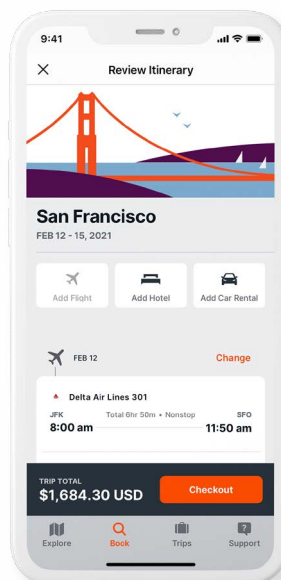 9:41
Review Itinerary
San Francisco
FEB 12 - 15, 2021
Add Flight
Add Hotel
Add Car Rental
FEB 12
Change
Delta Air Lines 301
JFK Total 6hr 50m • Nonstop SFO
8:00 am 11:50 am
TRIP TOTAL
$1,684.30 USD
Checkout
Explore
Book
Trips
Support